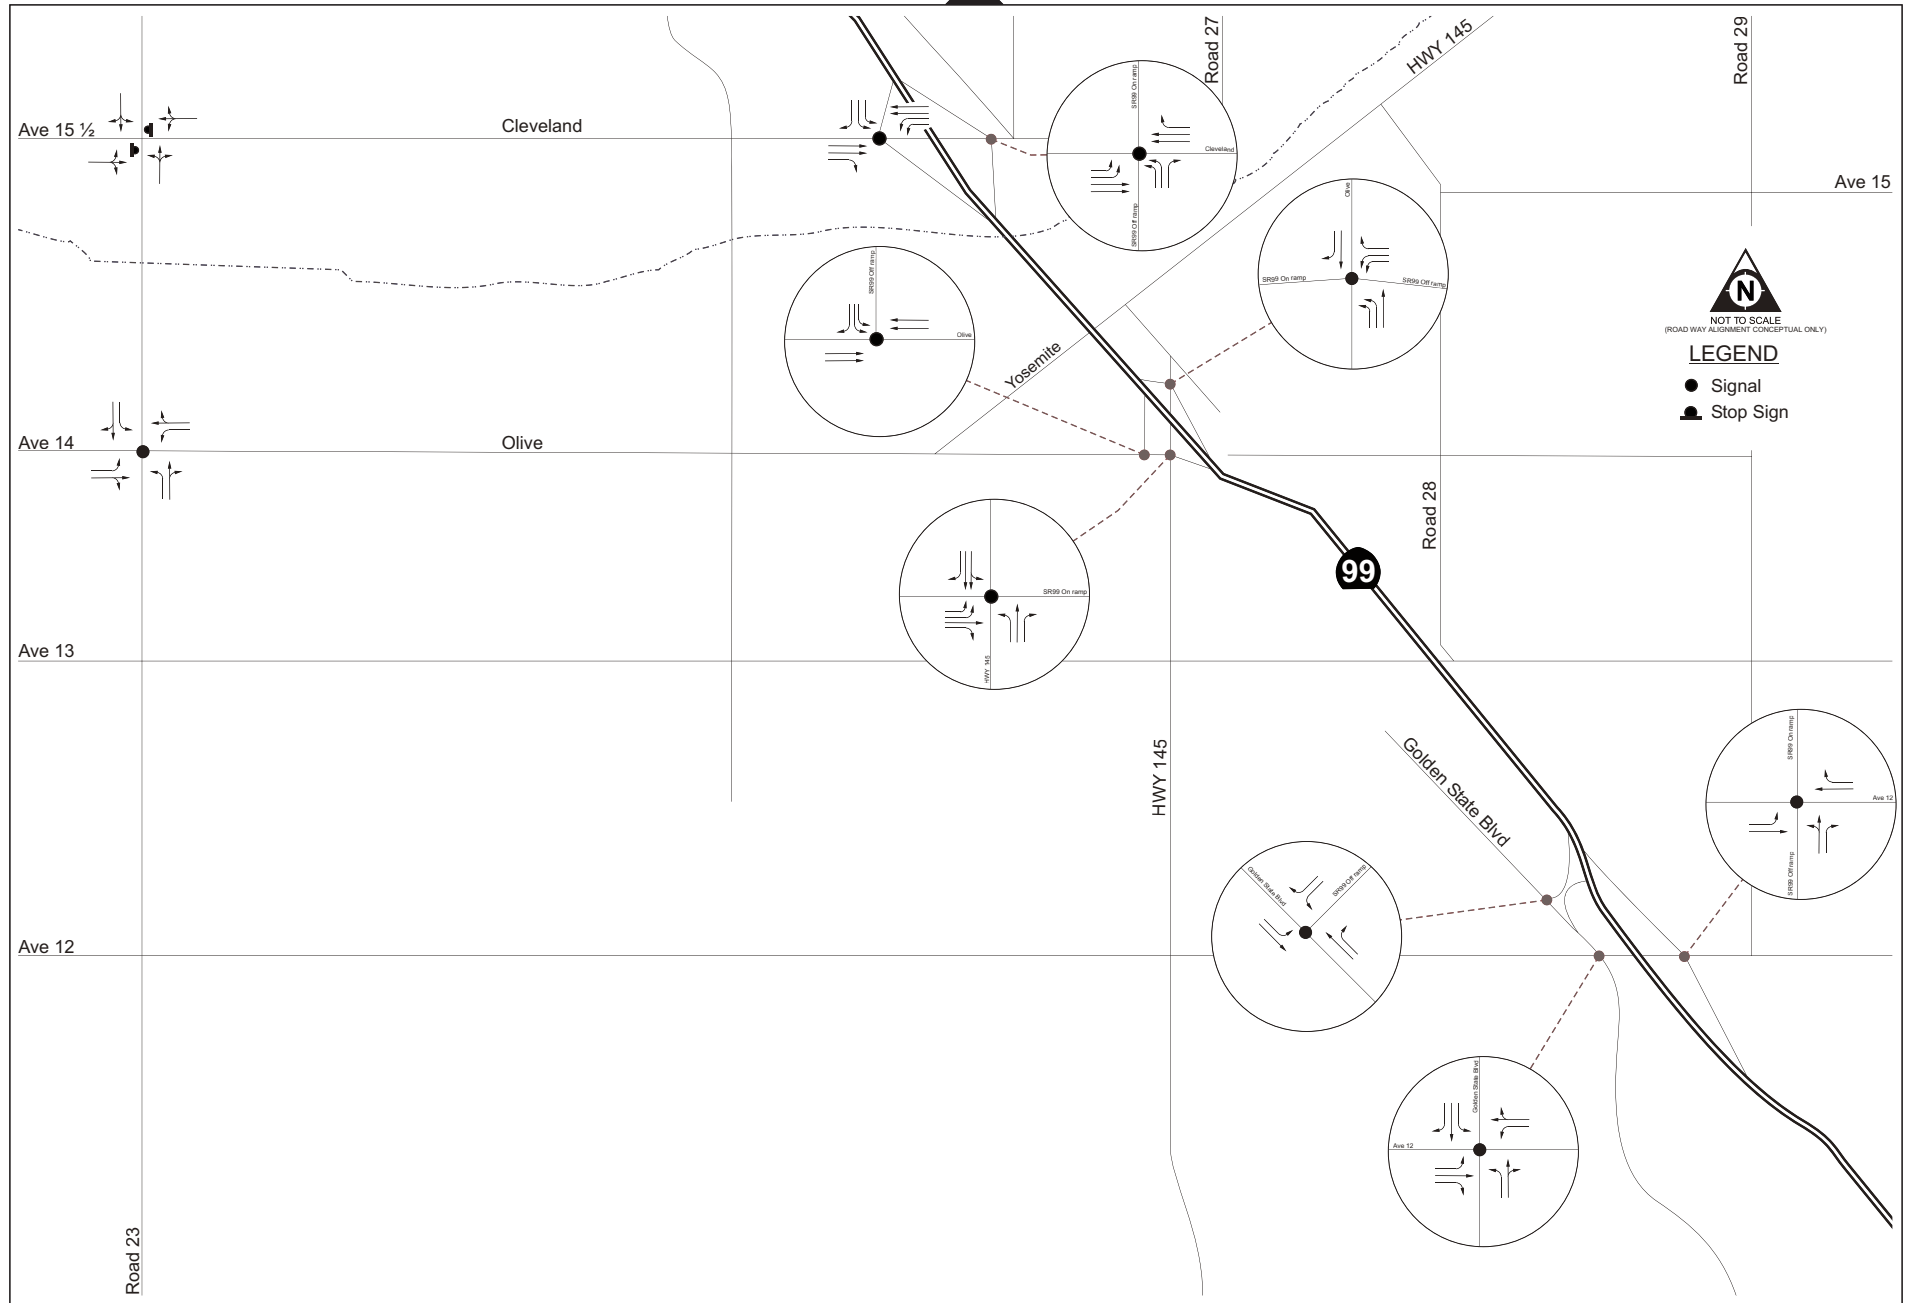 Road 27
HWY 145
Road 29
Ave 15 ½
Cleveland
SR99 On ramp
Cleveland
SR99 Off ramp
Ave 15
Olive
SR99 On ramp
SR99 Off ramp
SR99 Off ramp
Olive
N
NOT TO SCALE
(ROAD WAY ALIGNMENT CONCEPTUAL ONLY)
LEGEND
Signal
Stop Sign
Yosemite
Ave 14
Olive
Road 28
99
SR99 On ramp
HWY 145
Ave 13
HWY 145
Golden State Blvd
SR99 On ramp
Ave 12
SR99 Off ramp
Golden State Blvd
SR99 Off ramp
Ave 12
Golden State Blvd
Ave 12
Road 23